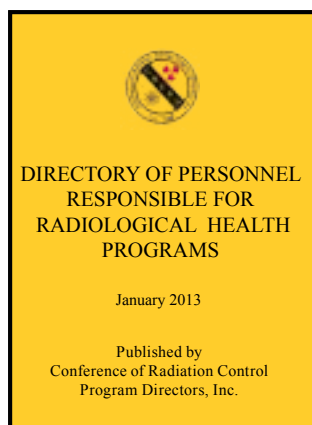 DIRECTORY OF PERSONNEL
RESPONSIBLE FOR
RADIOLOGICAL HEALTH
PROGRAMS
January 2013
Published by
Conference of Radiation Control
Program Directors, Inc.